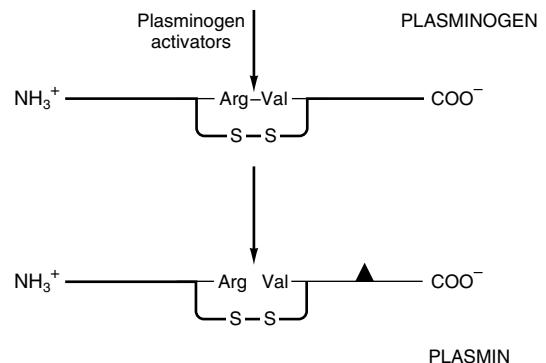 Plasminogen PLASMINOGEN
activators
NH₃⁺ Arg–Val COO⁻
S S
NH₃⁺ Arg Val COO⁻
S S
PLASMIN